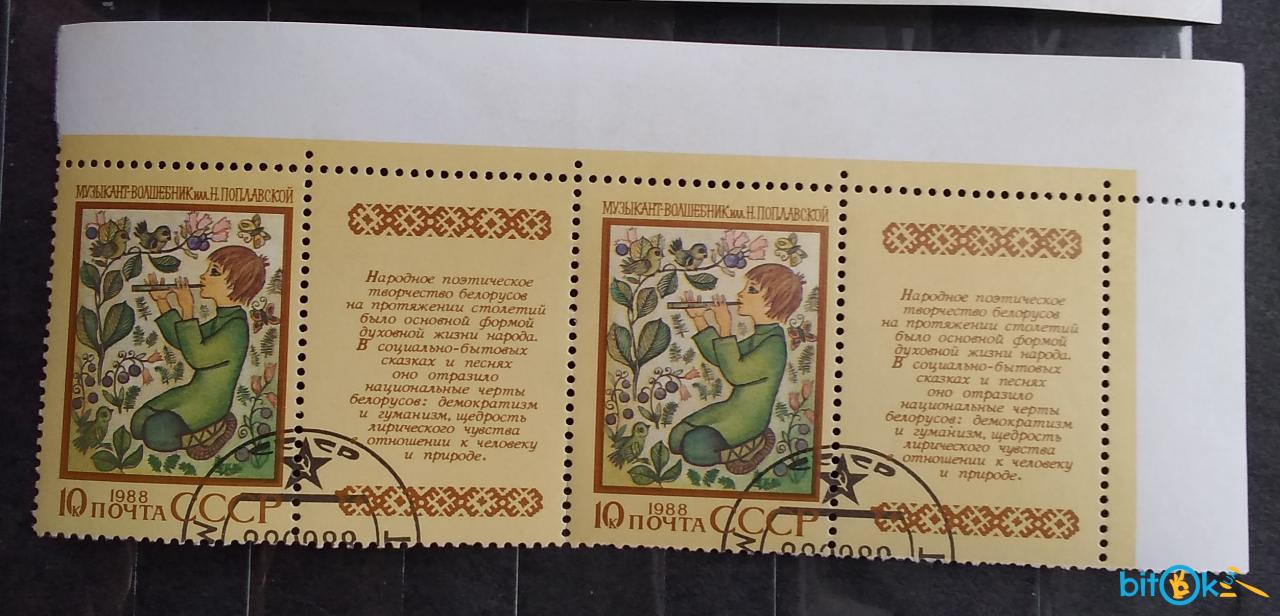 МУЗЫКАНТ-ВОЛШЕБНИК ИЛЛ. Н. ПОПЛАВСКОЙ
10 К
1988
ПОЧТА СССР
Народное поэтическое
творчество белорусов
на протяжении столетий
было основной формой
духовной жизни народа.
В социально-бытовых
сказках и песнях
оно отразило
национальные черты
белорусов: демократизм
и гуманизм, щедрость
лирического чувства
в отношении к человеку
и природе.
МУЗЫКАНТ-ВОЛШЕБНИК ИЛЛ. Н. ПОПЛАВСКОЙ
10 К
1988
ПОЧТА СССР
Народное поэтическое
творчество белорусов
на протяжении столетий
было основной формой
духовной жизни народа.
В социально-бытовых
сказках и песнях
оно отразило
национальные черты
белорусов: демократизм
и гуманизм, щедрость
лирического чувства
в отношении к человеку
и природе.
bitok